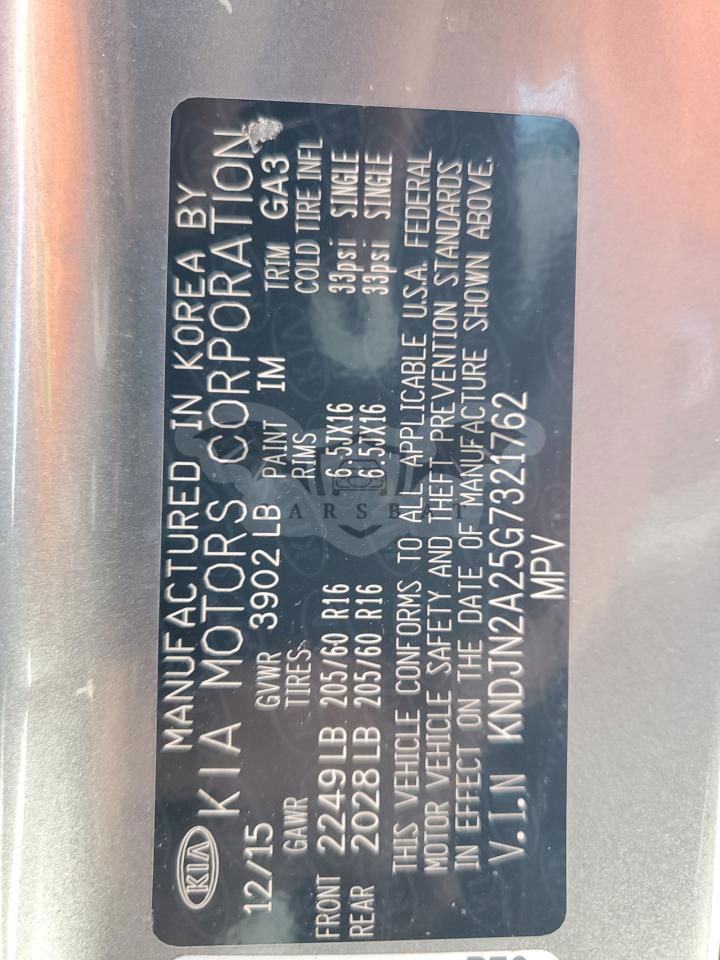 MANUFACTURED IN KOREA BY
KIA KIA MOTORS CORPORATION
12/15 GVWR 3902 LB PAINT IM TRIM GA3
GAWR TIRES RIMS COLD TIRE INFL
FRONT 2249LB 205/60 R16 6.5JX16 33psi SINGLE
REAR 2028LB 205/60 R16 6.5JX16 33psi SINGLE
THIS VEHICLE CONFORMS TO ALL APPLICABLE U.S.A. FEDERAL
MOTOR VEHICLE SAFETY AND THEFT PREVENTION STANDARDS
IN EFFECT ON THE DATE OF MANUFACTURE SHOWN ABOVE.
V.I.N KNDJN2A25G7321762
MPV